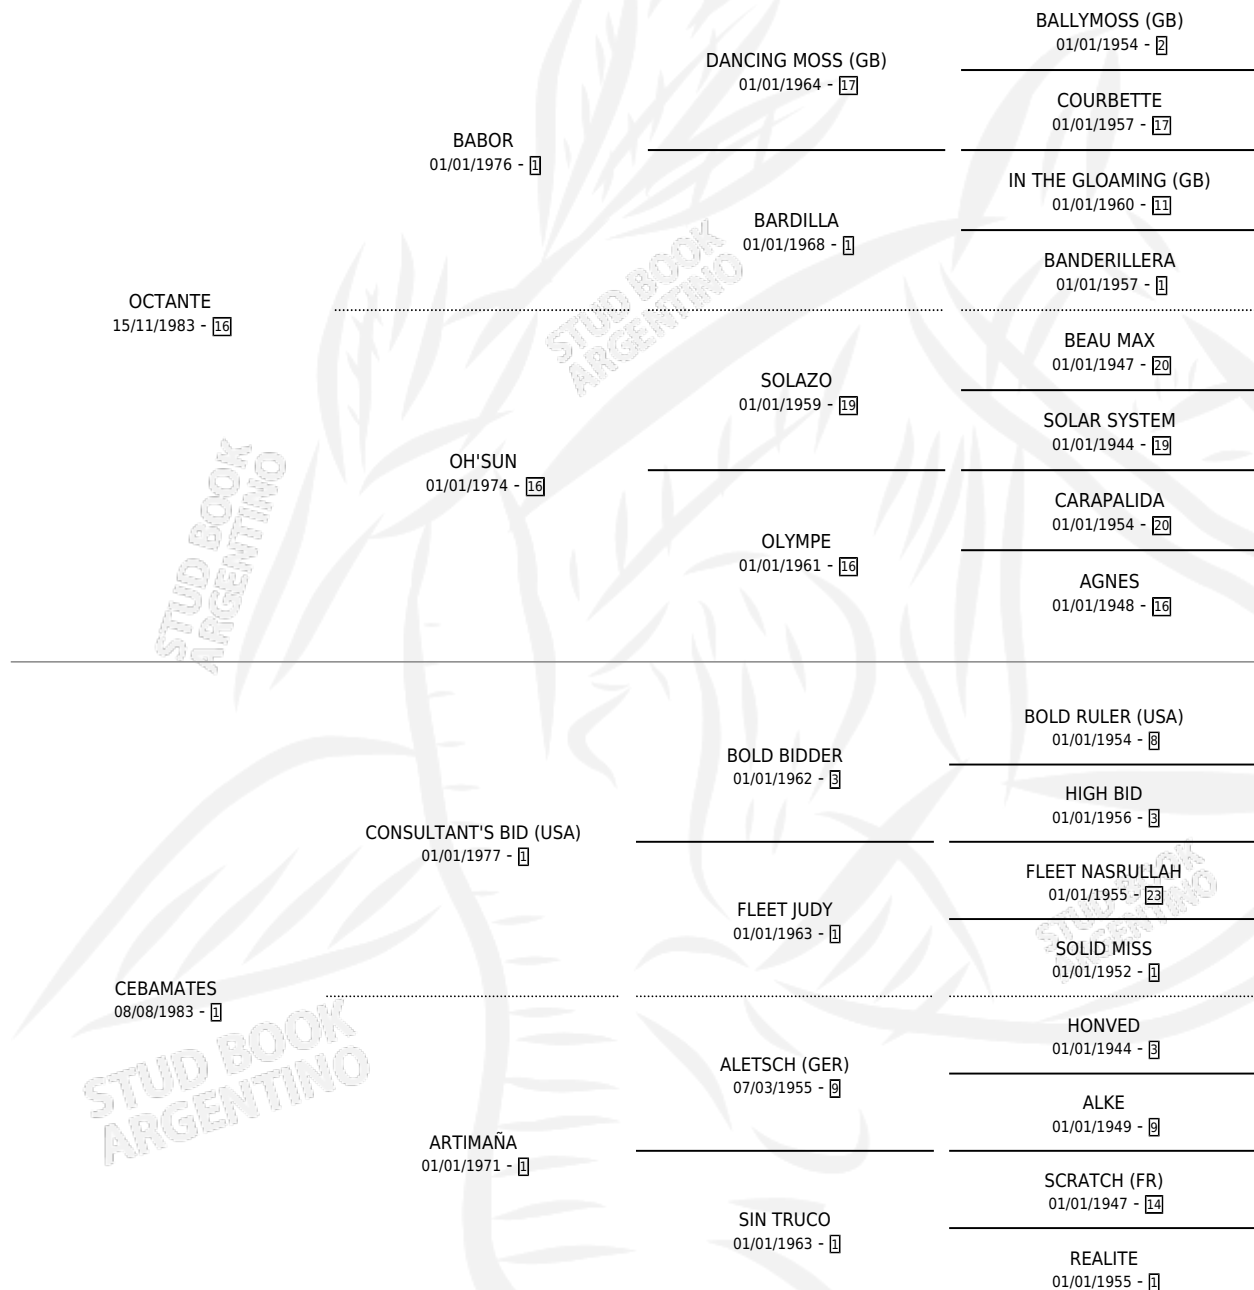 BALLYMOSS (GB)
01/01/1954 - 2
DANCING MOSS (GB)
01/01/1964 - 17
COURBETTE
01/01/1957 - 17
BABOR
01/01/1976 - 1
IN THE GLOAMING (GB)
01/01/1960 - 11
BARDILLA
01/01/1968 - 1
BANDERILLERA
01/01/1957 - 1
OCTANTE
15/11/1983 - 16
STUD BOOK
ARGENTINO
BEAU MAX
01/01/1947 - 20
SOLAZO
01/01/1959 - 19
SOLAR SYSTEM
01/01/1944 - 19
OH'SUN
01/01/1974 - 16
CARAPALIDA
01/01/1954 - 20
OLYMPE
01/01/1961 - 16
AGNES
01/01/1948 - 16
STUD BOOK
ARGENTINO
BOLD RULER (USA)
01/01/1954 - 8
BOLD BIDDER
01/01/1962 - 3
HIGH BID
01/01/1956 - 3
CONSULTANT'S BID (USA)
01/01/1977 - 1
FLEET NASRULLAH
01/01/1955 - 23
STUD BOOK
ARGENTINO
FLEET JUDY
01/01/1963 - 1
SOLID MISS
01/01/1952 - 1
CEBAMATES
08/08/1983 - 1
STUD BOOK
ARGENTINO
HONVED
01/01/1944 - 3
ALETSCH (GER)
07/03/1955 - 9
ALKE
01/01/1949 - 9
ARTIMAÑA
01/01/1971 - 1
SCRATCH (FR)
01/01/1947 - 14
SIN TRUCO
01/01/1963 - 1
REALITE
01/01/1955 - 1